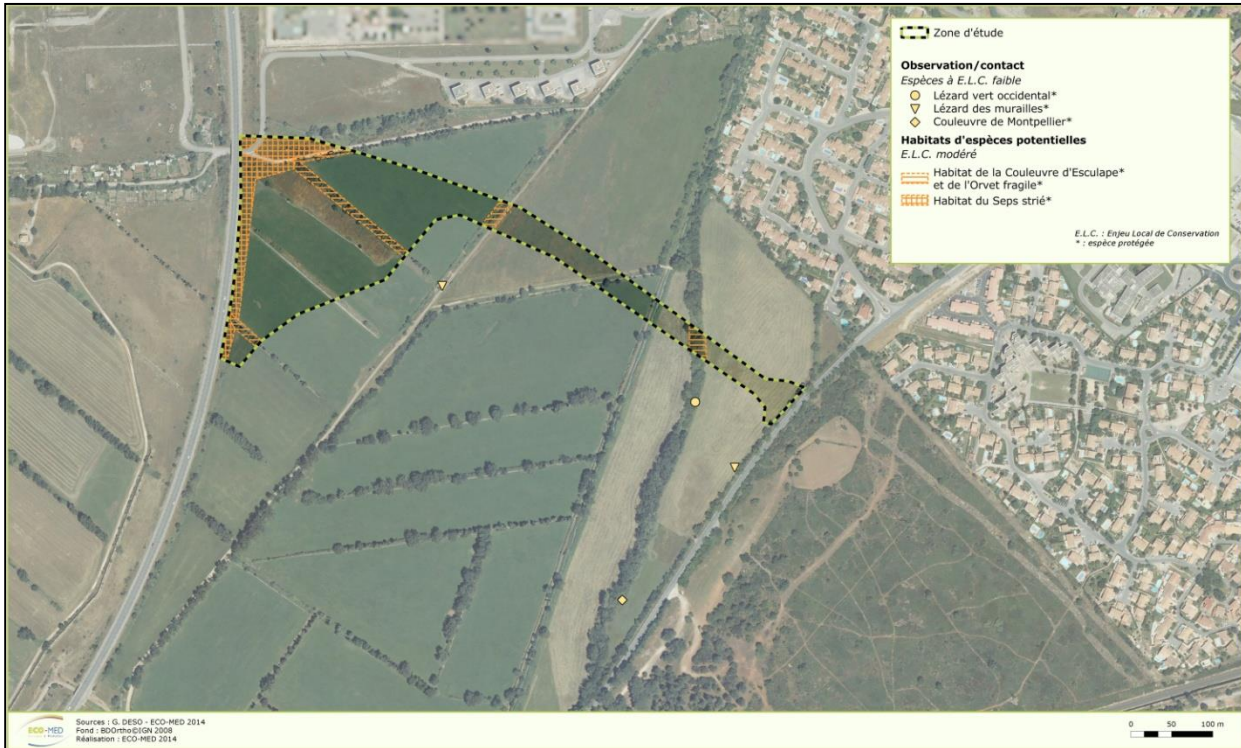 Zone d'étude
Observation/contact
Espèces à E.L.C. faible
Lézard vert occidental*
Lézard des murailles*
Couleuvre de Montpellier*
Habitats d'espèces potentielles
E.L.C. modéré
Habitat de la Couleuvre d'Esculape*
et de l'Orvet fragile*
Habitat du Seps strié*
E.L.C. : Enjeu Local de Conservation
* : espèce protégée
ECO-MED
Sources : G. DESO - ECO-MED 2014
Fond : BDOrtho©IGN 2008
Réalisation : ECO-MED 2014
0 50 100 m